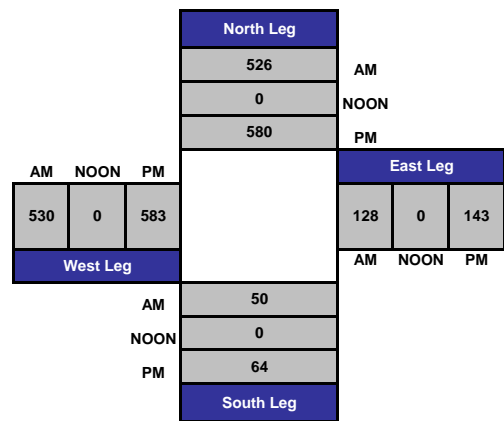 North Leg
526 AM
0 NOON
580 PM
AM NOON PM East Leg
530 0 583 128 0 143
West Leg AM NOON PM
AM 50
NOON 0
PM 64
South Leg